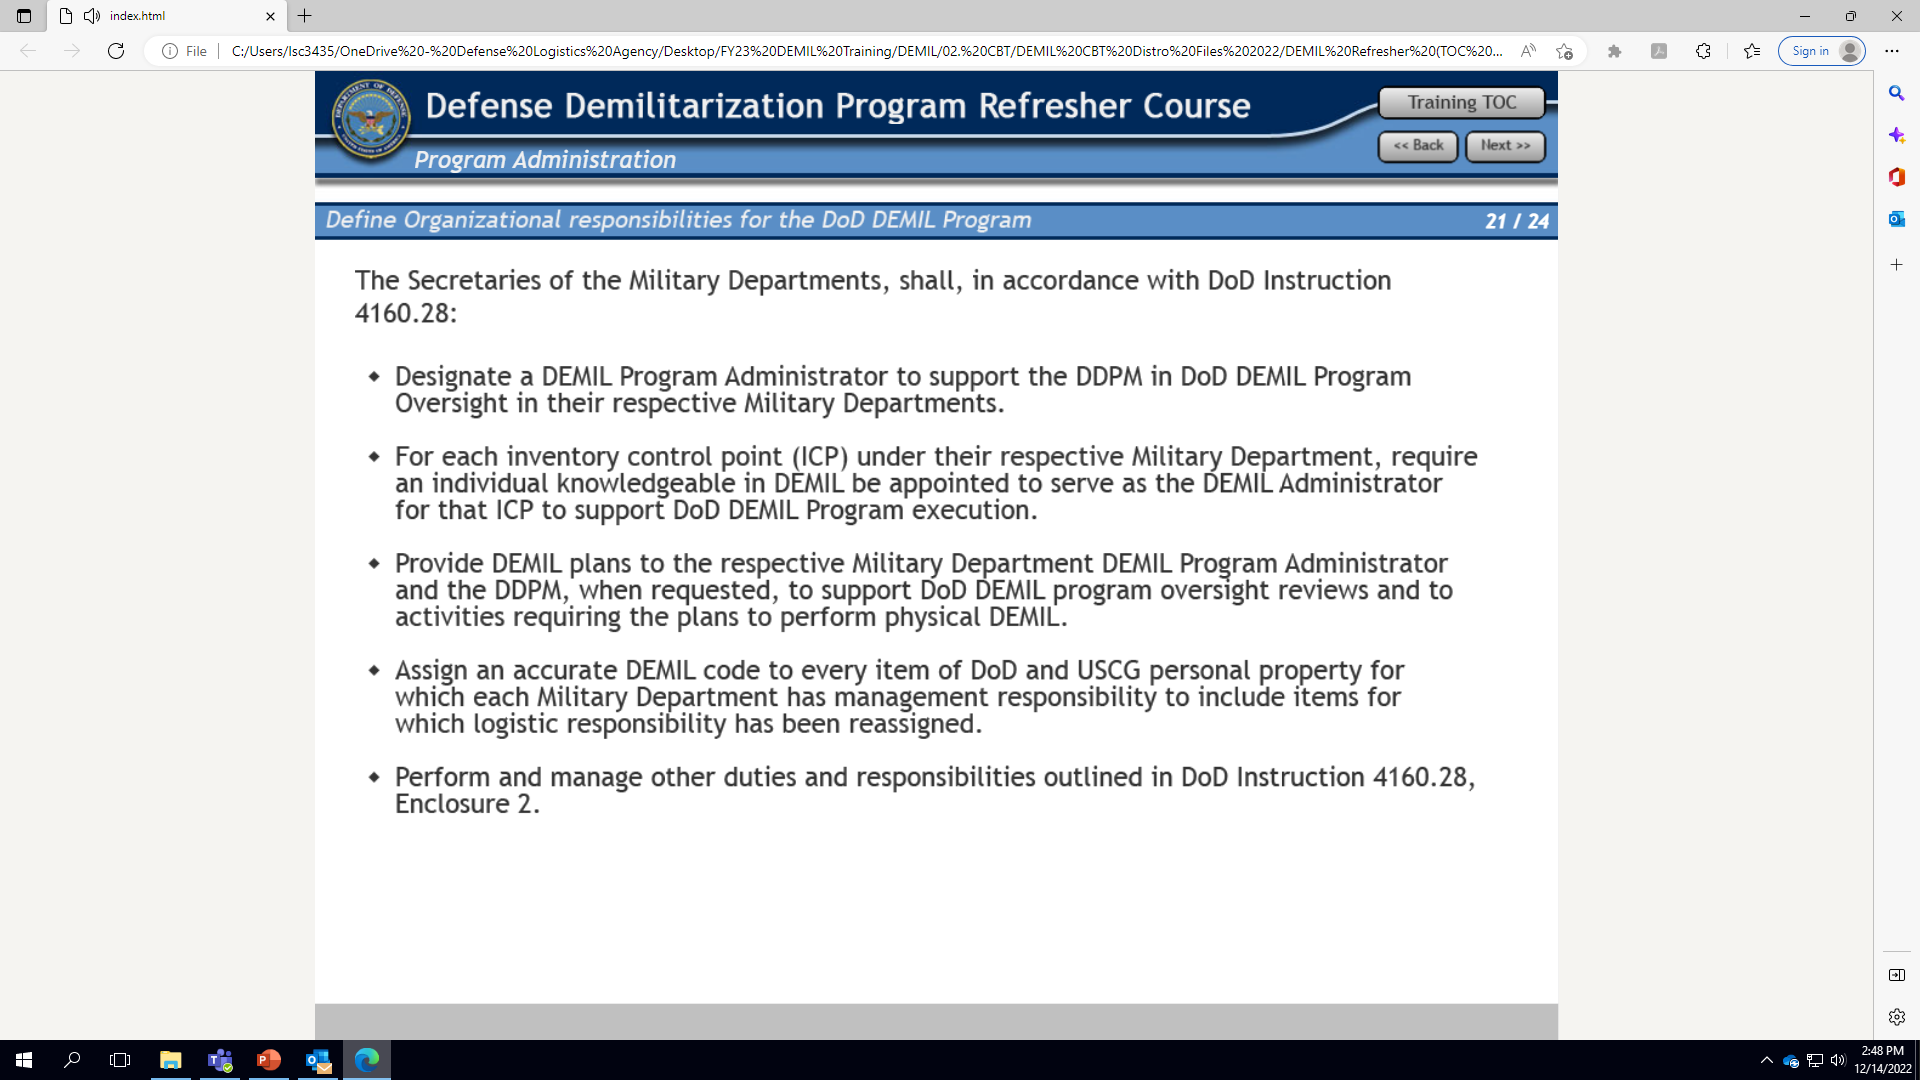 index.html
File
C:/Users/lsc3435/OneDrive%20-%20Defense%20Logistics%20Agency/Desktop/FY23%20DEMIL%20Training/DEMIL/02.%20CBT/DEMIL%20CBT%20Distro%20Files%202022/DEMIL%20Refresher%20(TOC%20...
Sign in
Defense Demilitarization Program Refresher Course
Training TOC
<< Back
Next >>
Program Administration
Define Organizational responsibilities for the DoD DEMIL Program
21 / 24
The Secretaries of the Military Departments, shall, in accordance with DoD Instruction
4160.28:
◆ Designate a DEMIL Program Administrator to support the DDPM in DoD DEMIL Program
Oversight in their respective Military Departments.
◆ For each inventory control point (ICP) under their respective Military Department, require
an individual knowledgeable in DEMIL be appointed to serve as the DEMIL Administrator
for that ICP to support DoD DEMIL Program execution.
◆ Provide DEMIL plans to the respective Military Department DEMIL Program Administrator
and the DDPM, when requested, to support DoD DEMIL program oversight reviews and to
activities requiring the plans to perform physical DEMIL.
◆ Assign an accurate DEMIL code to every item of DoD and USCG personal property for
which each Military Department has management responsibility to include items for
which logistic responsibility has been reassigned.
◆ Perform and manage other duties and responsibilities outlined in DoD Instruction 4160.28,
Enclosure 2.
2:48 PM
12/14/2022